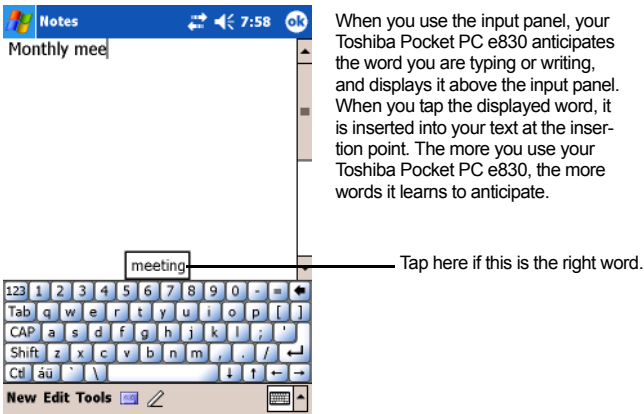 Notes 7:58 ok
Monthly mee
When you use the input panel, your
Toshiba Pocket PC e830 anticipates
the word you are typing or writing,
and displays it above the input panel.
When you tap the displayed word, it
is inserted into your text at the inser-
tion point. The more you use your
Toshiba Pocket PC e830, the more
words it learns to anticipate.
meeting
Tap here if this is the right word.
123 1 2 3 4 5 6 7 8 9 0 - =
Tab q w e r t y u i o p [ ]
CAP a s d f g h j k l ; '
Shift z x c v b n m , . /
Ctl áü ` \
New Edit Tools